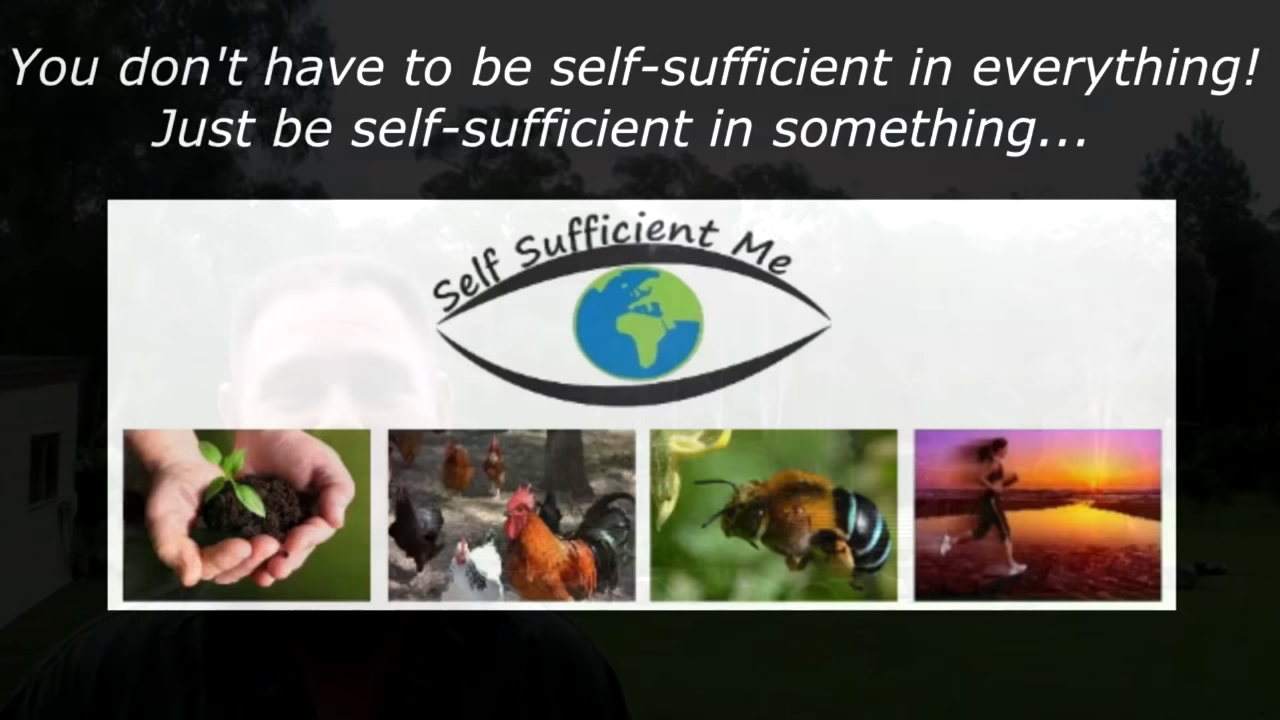 You don't have to be self-sufficient in everything!
Just be self-sufficient in something...
Self Sufficient Me